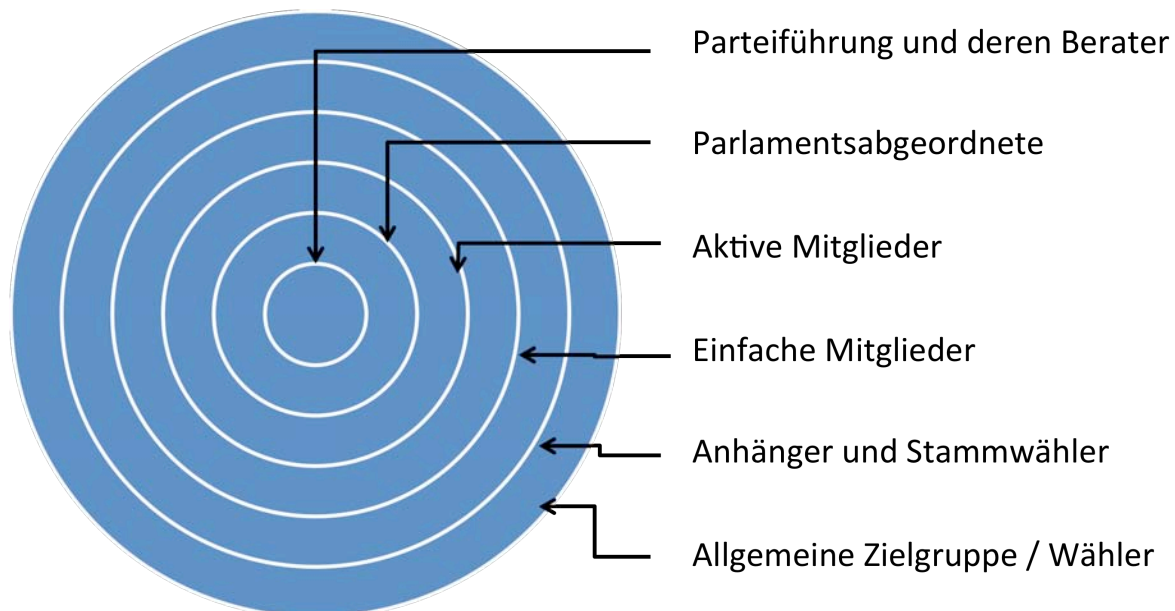 Parteiführung und deren Berater
Parlamentsabgeordnete
Aktive Mitglieder
Einfache Mitglieder
Anhänger und Stammwähler
Allgemeine Zielgruppe / Wähler